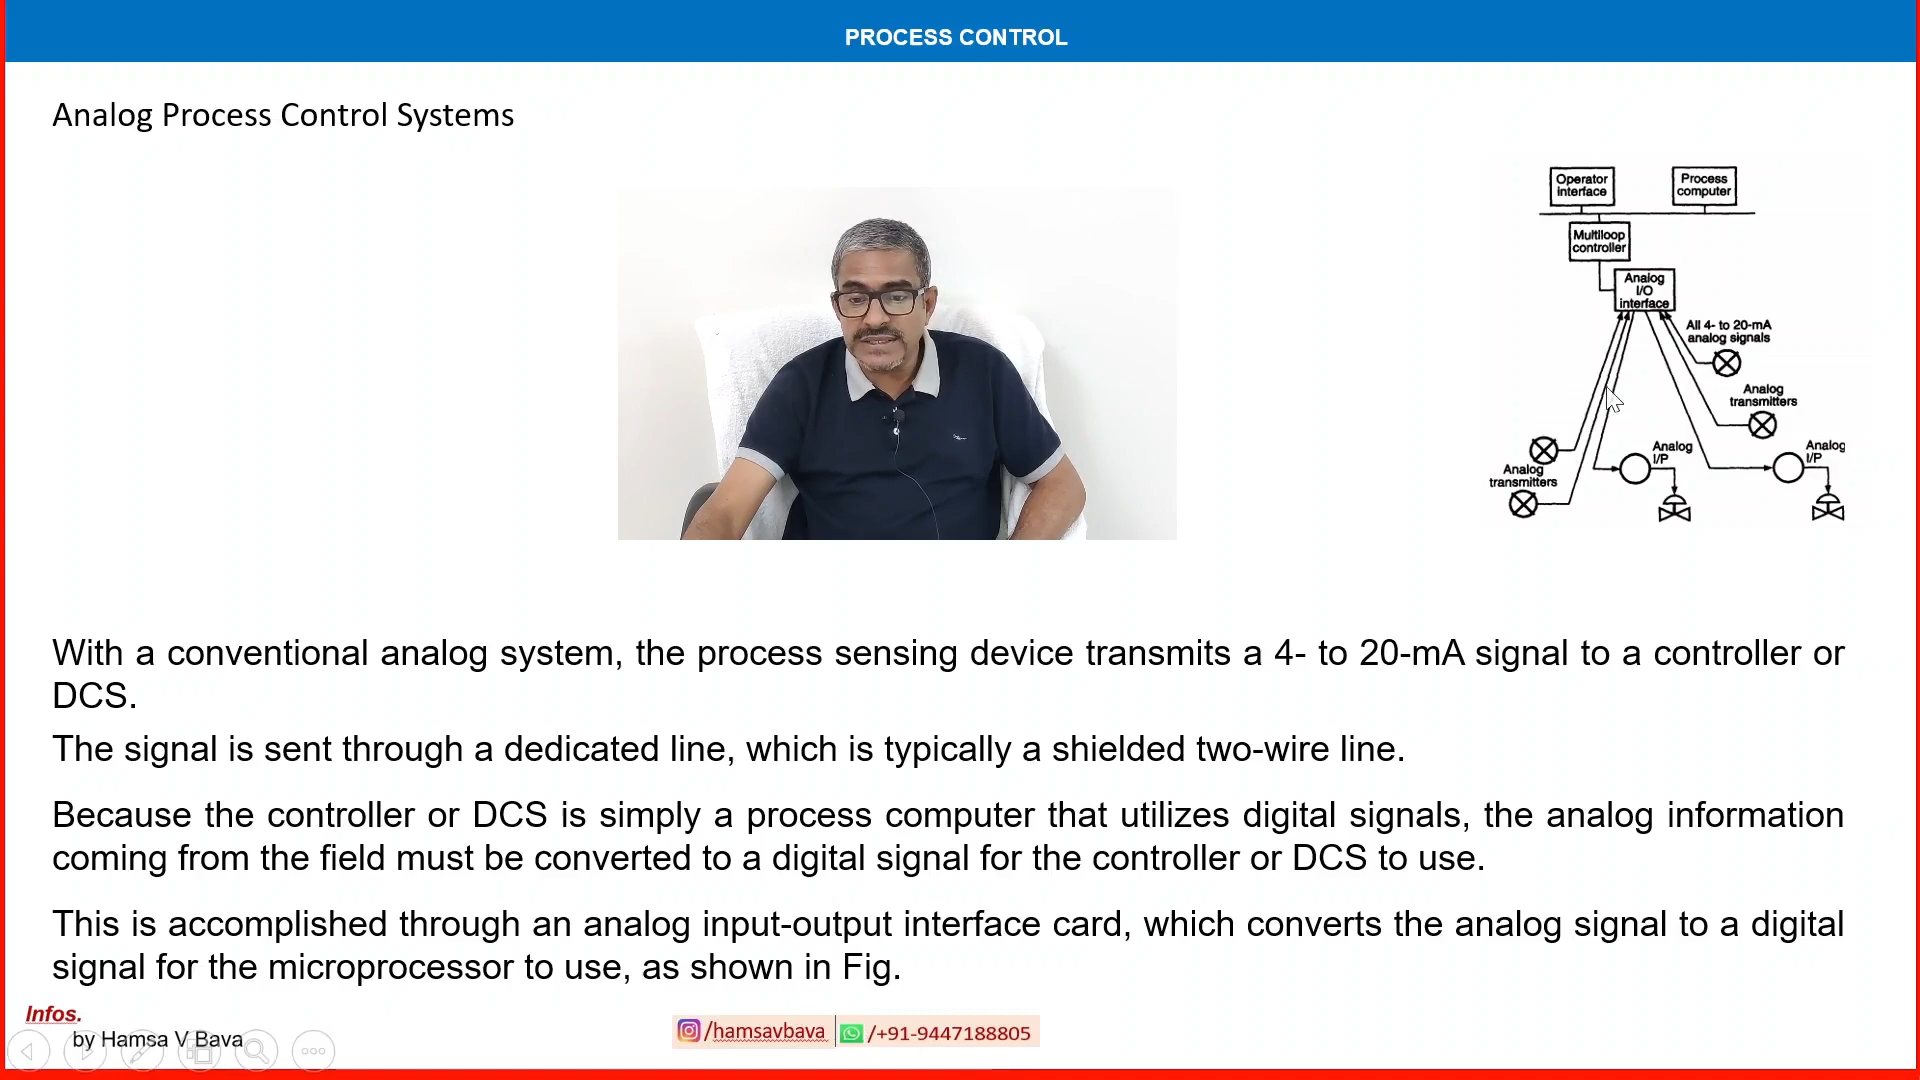 PROCESS CONTROL
Analog Process Control Systems
Operator
interface
Process
computer
Multiloop
controller
Analog
I/O
interface
All 4- to 20-mA
analog signals
Analog
transmitters
Analog
I/P
Analog
I/P
Analog
transmitters
With a conventional analog system, the process sensing device transmits a 4- to 20-mA signal to a controller or
DCS.
The signal is sent through a dedicated line, which is typically a shielded two-wire line.
Because the controller or DCS is simply a process computer that utilizes digital signals, the analog information
coming from the field must be converted to a digital signal for the controller or DCS to use.
This is accomplished through an analog input-output interface card, which converts the analog signal to a digital
signal for the microprocessor to use, as shown in Fig.
Infos.
by Hamsa V Bava
/hamsavbava
/+91-9447188805